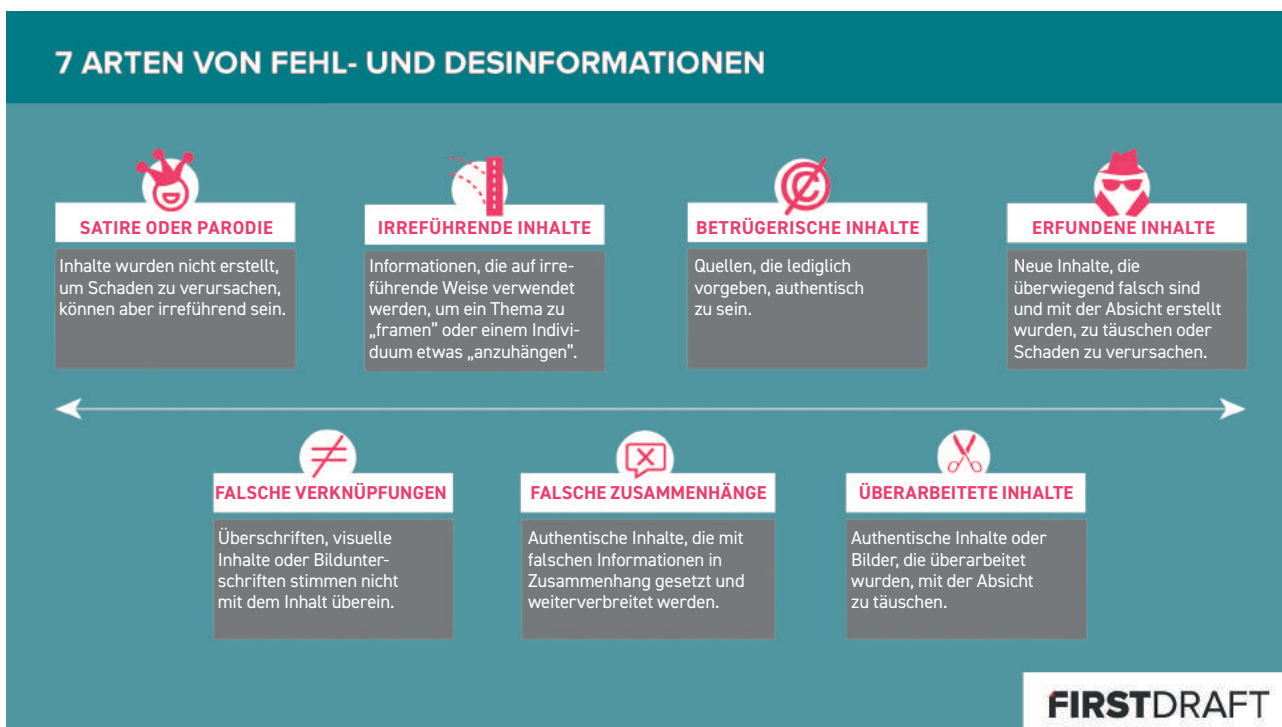 7 ARTEN VON FEHL- UND DESINFORMATIONEN
SATIRE ODER PARODIE
Inhalte wurden nicht erstellt,
um Schaden zu verursachen,
können aber irreführend sein.
IRREFÜHRENDE INHALTE
Informationen, die auf irre-
führende Weise verwendet
werden, um ein Thema zu
„framen” oder einem Indivi-
duum etwas „anzuhängen”.
BETRÜGERISCHE INHALTE
Quellen, die lediglich
vorgeben, authentisch
zu sein.
ERFUNDENE INHALTE
Neue Inhalte, die
überwiegend falsch sind
und mit der Absicht erstellt
wurden, zu täuschen oder
Schaden zu verursachen.
FALSCHE VERKNÜPFUNGEN
Überschriften, visuelle
Inhalte oder Bildunter-
schriften stimmen nicht
mit dem Inhalt überein.
FALSCHE ZUSAMMENHÄNGE
Authentische Inhalte, die mit
falschen Informationen in
Zusammenhang gesetzt und
weiterverbreitet werden.
ÜBERARBEITETE INHALTE
Authentische Inhalte oder
Bilder, die überarbeitet
wurden, mit der Absicht
zu täuschen.
FIRSTDRAFT